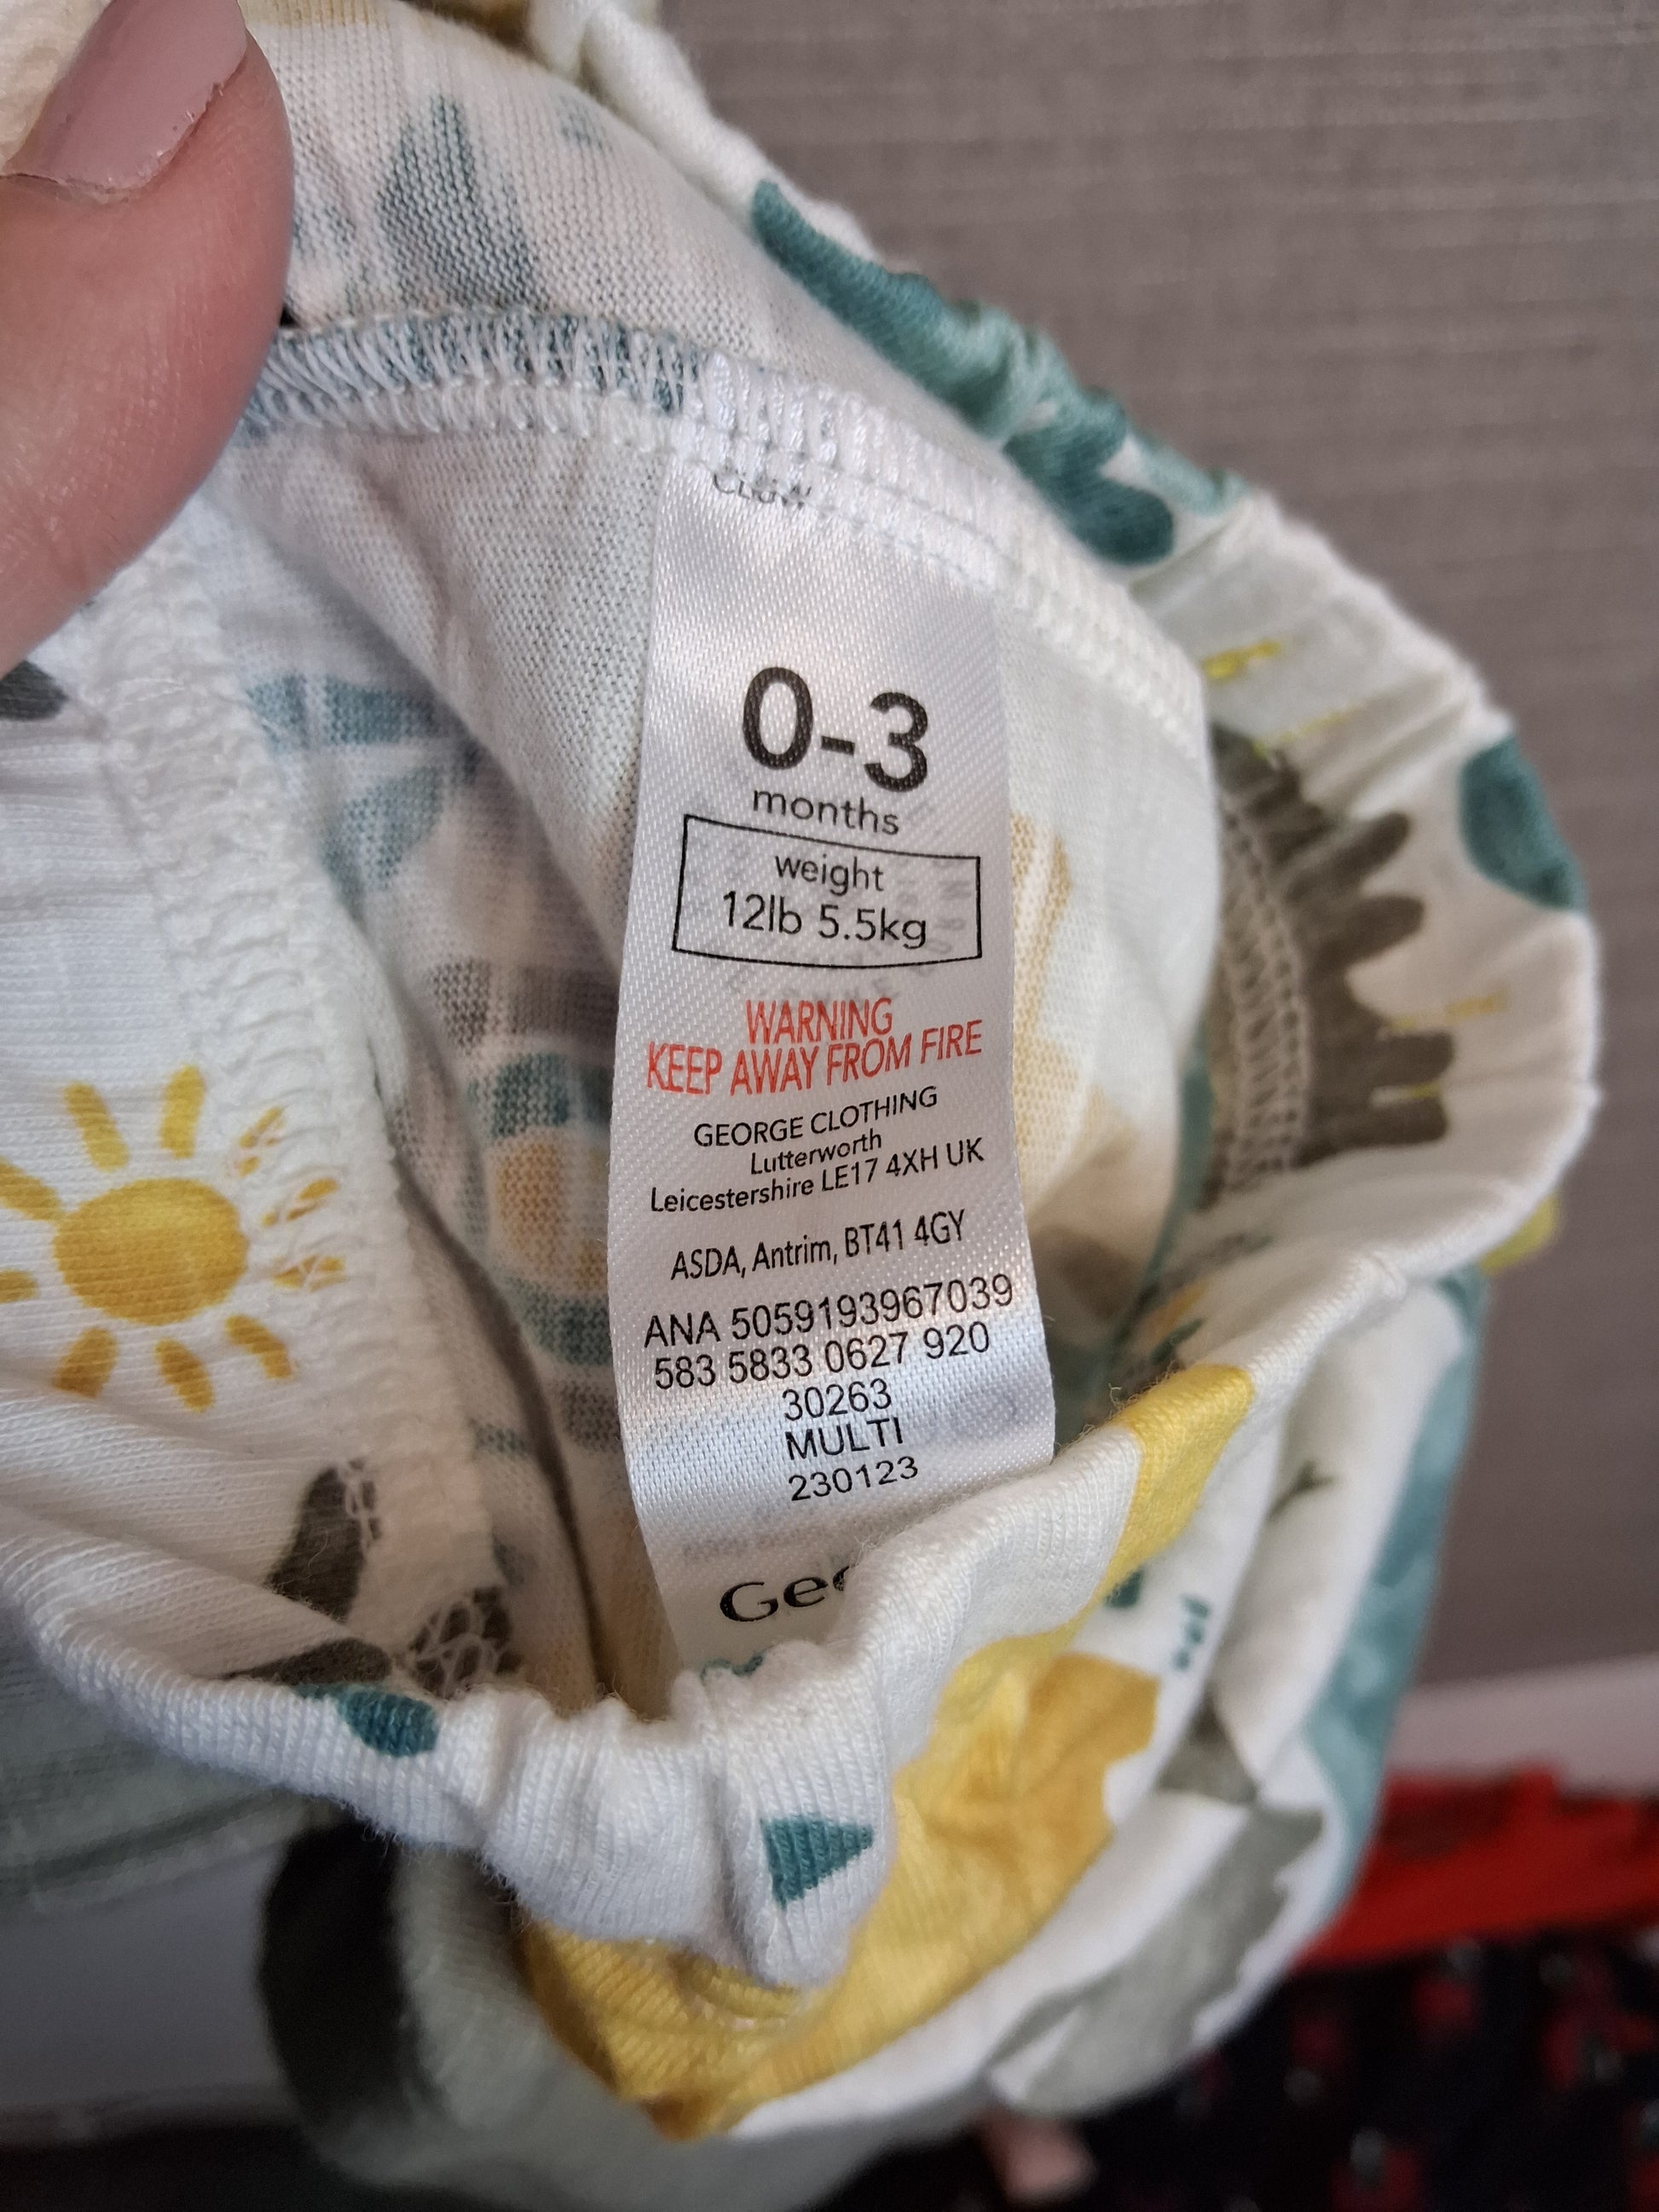 0-3
months
weight
12lb 5.5kg
WARNING
KEEP AWAY FROM FIRE
GEORGE CLOTHING
Lutterworth
Leicestershire LE17 4XH UK
ASDA, Antrim, BT41 4GY
ANA 5059193967039
583 5833 0627 920
30263
MULTI
230123
Geo